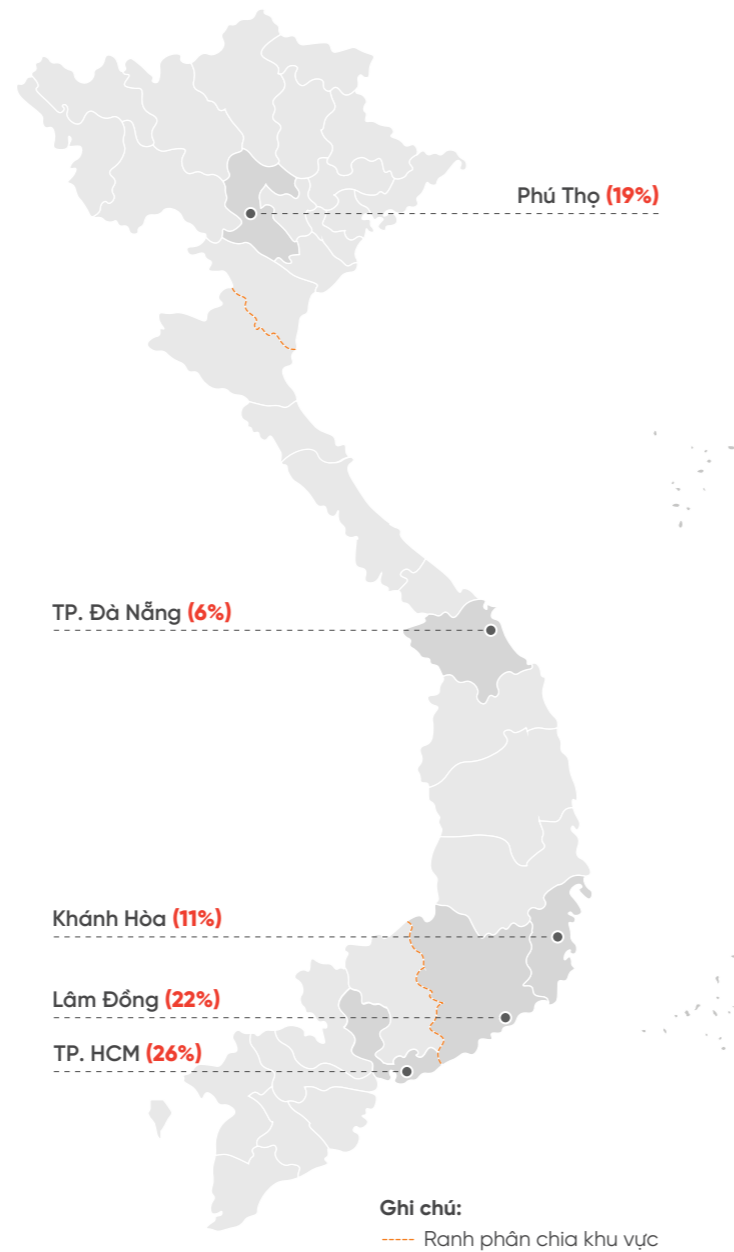 Phú Thọ (19%)
TP. Đà Nẵng (6%)
Khánh Hòa (11%)
Lâm Đồng (22%)
TP. HCM (26%)
Ghi chú:
Ranh phân chia khu vực